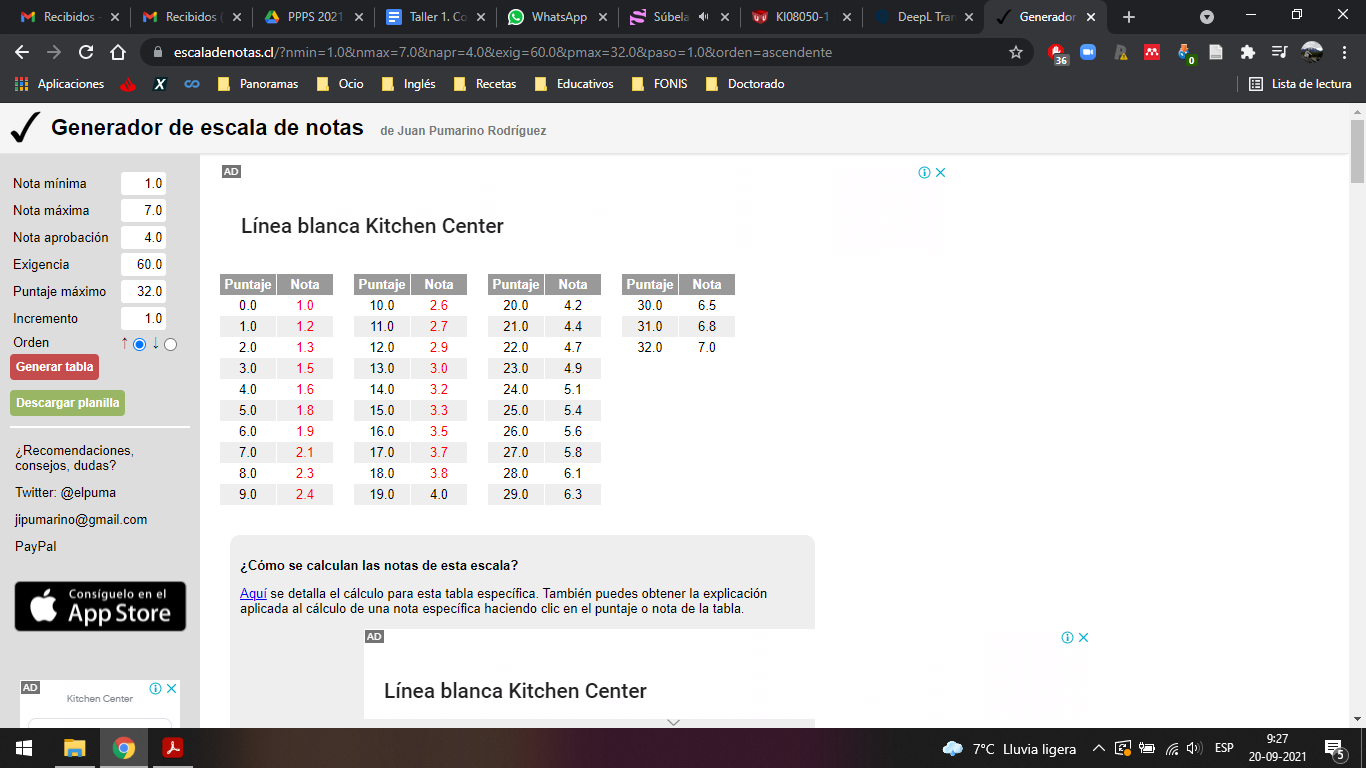 Recibidos -
Recibidos (
PPPS 2021
Taller 1. Co
WhatsApp
Súbela
KI08050-1
DeepL Tran
Generador
escaladenotas.cl/?nmin=1.0&nmax=7.0&napr=4.0&exig=60.0&pmax=32.0&paso=1.0&orden=ascendente
36
0
Aplicaciones
Panoramas
Ocio
Inglés
Recetas
Educativos
FONIS
Doctorado
Lista de lectura
Generador de escala de notas
de Juan Pumarino Rodríguez
Nota mínima 1.0
Nota máxima 7.0
Nota aprobación 4.0
Exigencia 60.0
Puntaje máximo 32.0
Incremento 1.0
Orden ↑ ↓
Generar tabla
Descargar planilla
¿Recomendaciones,
consejos, dudas?
Twitter: @elpuma
jipumarino@gmail.com
PayPal
Consíguelo en el
App Store
AD
Kitchen Center
AD
Línea blanca Kitchen Center
Puntaje Nota Puntaje Nota Puntaje Nota Puntaje Nota
0.0 1.0 10.0 2.6 20.0 4.2 30.0 6.5
1.0 1.2 11.0 2.7 21.0 4.4 31.0 6.8
2.0 1.3 12.0 2.9 22.0 4.7 32.0 7.0
3.0 1.5 13.0 3.0 23.0 4.9
4.0 1.6 14.0 3.2 24.0 5.1
5.0 1.8 15.0 3.3 25.0 5.4
6.0 1.9 16.0 3.5 26.0 5.6
7.0 2.1 17.0 3.7 27.0 5.8
8.0 2.3 18.0 3.8 28.0 6.1
9.0 2.4 19.0 4.0 29.0 6.3
¿Cómo se calculan las notas de esta escala?
Aquí se detalla el cálculo para esta tabla específica. También puedes obtener la explicación
aplicada al cálculo de una nota específica haciendo clic en el puntaje o nota de la tabla.
AD
Línea blanca Kitchen Center
7°C Lluvia ligera
ESP
9:27
20-09-2021
5